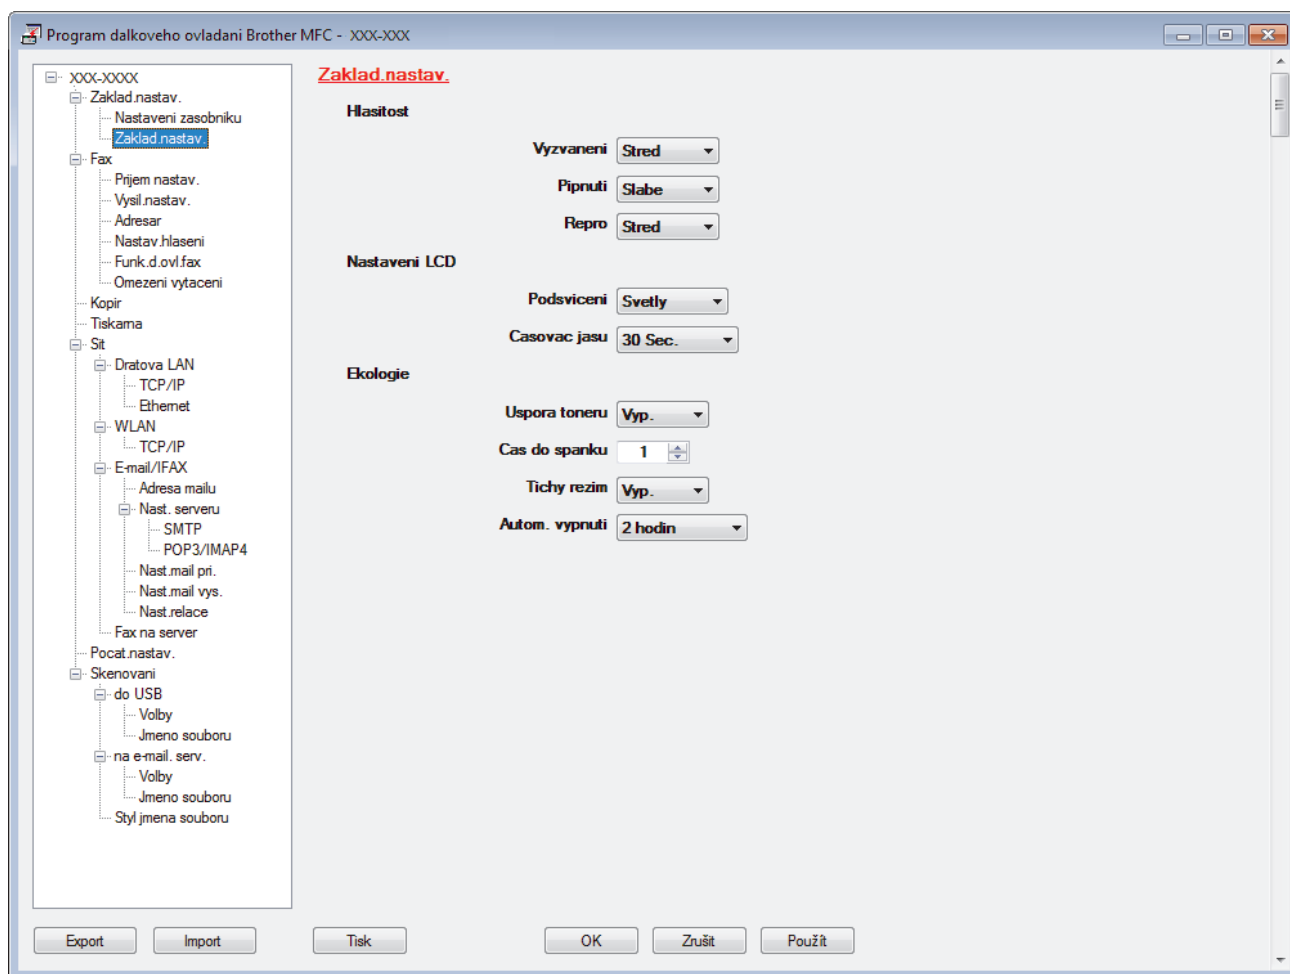 Program dalkoveho ovladani Brother MFC - XXX-XXX
XXX-XXXX
Zaklad.nastav.
Nastaveni zasobniku
Zaklad.nastav.
Fax
Prijem nastav.
Vysil.nastav.
Adresar
Nastav.hlaseni
Funk.d.ovl.fax
Omezeni vytaceni
Kopir
Tiskarna
Sit
Dratova LAN
TCP/IP
Ethernet
WLAN
TCP/IP
E-mail/IFAX
Adresa mailu
Nast. serveru
SMTP
POP3/IMAP4
Nast.mail pri.
Nast.mail vys.
Nast.relace
Fax na server
Pocat.nastav.
Skenovani
do USB
Volby
Jmeno souboru
na e-mail. serv.
Volby
Jmeno souboru
Styl jmena souboru
Zaklad.nastav.
Hlasitost
Vyzvaneni Stred
Pipnuti Slabe
Repro Stred
Nastaveni LCD
Podsviceni Svetly
Casovac jasu 30 Sec.
Ekologie
Uspora toneru Vyp.
Cas do spanku 1
Tichy rezim Vyp.
Autom. vypnuti 2 hodin
Export Import Tisk OK Zrušit Použít